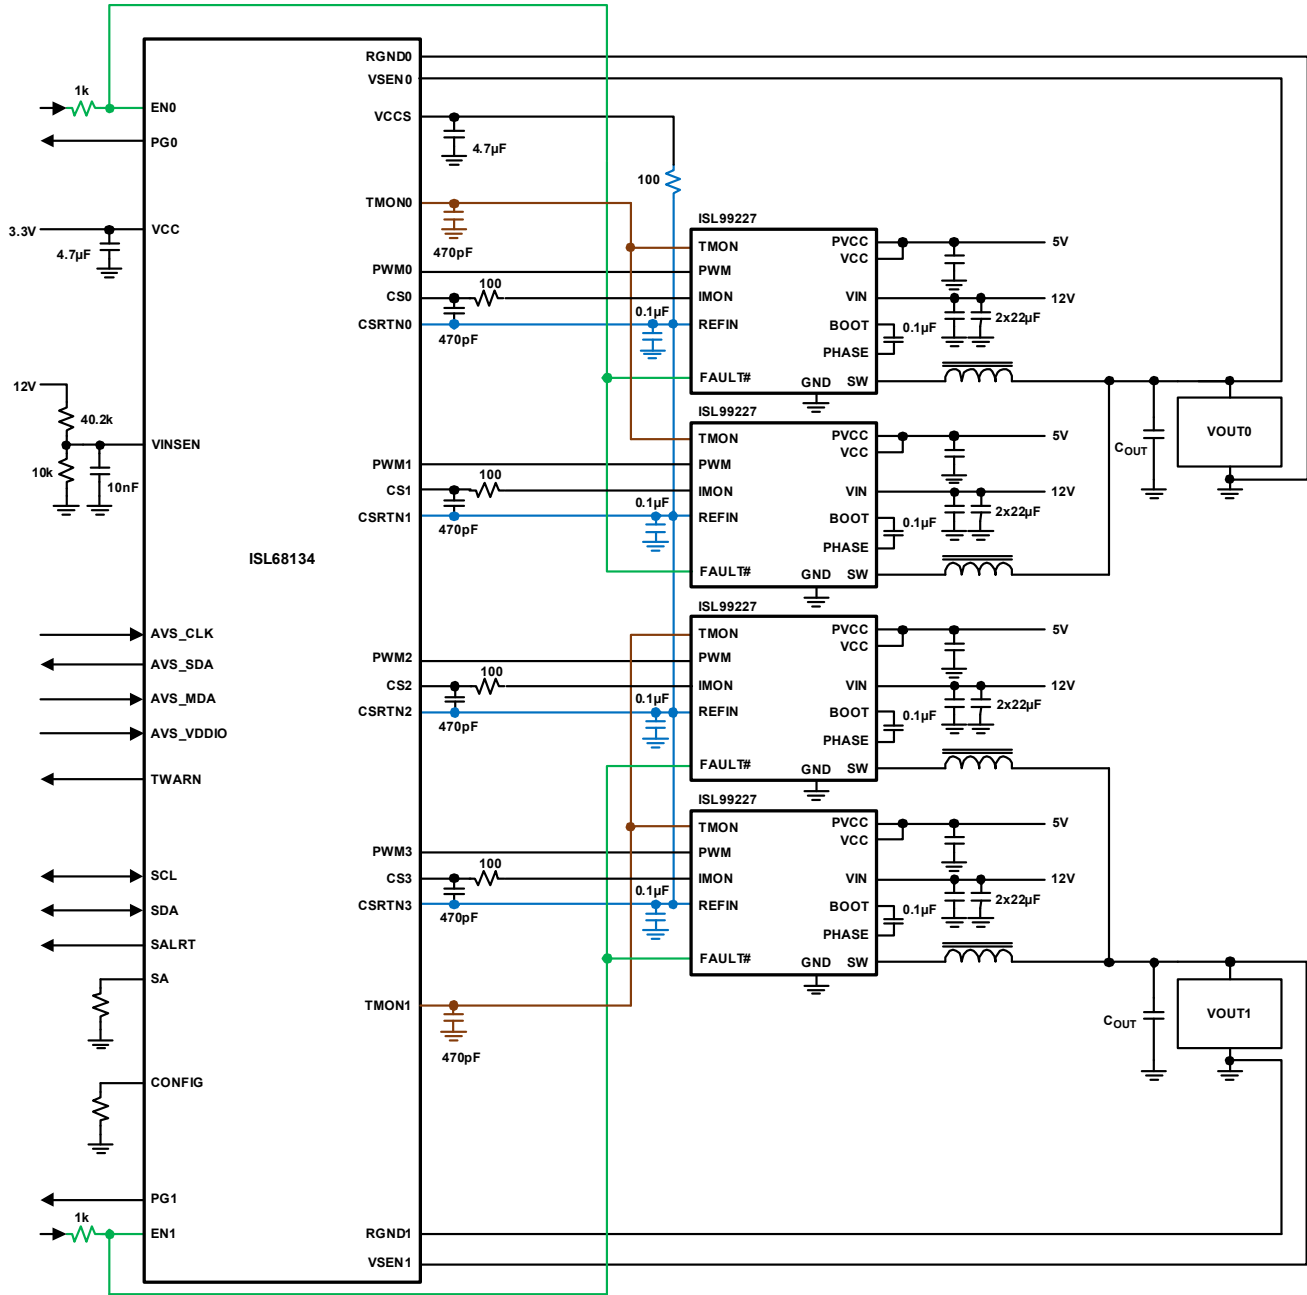 RGND0
VSEN0
1k
EN0
VCCS
PG0
4.7µF
100
TMON0
ISL99227
3.3V
VCC
4.7µF
470pF
TMON
PVCC
VCC
5V
PWM0
PWM
CS0
100
IMON
VIN
12V
CSRTN0
470pF
0.1µF
REFIN
BOOT
0.1µF
2x22µF
PHASE
FAULT#
GND
SW
12V
40.2k
ISL99227
VINSEN
10k
10nF
TMON
PVCC
VCC
5V
COUT
VOUT0
PWM1
PWM
CS1
100
IMON
VIN
12V
CSRTN1
470pF
0.1µF
REFIN
BOOT
0.1µF
2x22µF
PHASE
ISL68134
FAULT#
GND
SW
ISL99227
AVS_CLK
AVS_SDA
AVS_MDA
AVS_VDDIO
TWARN
TMON
PVCC
VCC
5V
PWM2
PWM
CS2
100
IMON
VIN
12V
CSRTN2
470pF
0.1µF
REFIN
BOOT
0.1µF
2x22µF
PHASE
FAULT#
GND
SW
ISL99227
TMON
PVCC
VCC
5V
PWM3
PWM
SCL
CS3
100
IMON
VIN
12V
SDA
CSRTN3
470pF
0.1µF
REFIN
BOOT
0.1µF
2x22µF
PHASE
SALRT
FAULT#
GND
SW
SA
TMON1
470pF
COUT
VOUT1
CONFIG
PG1
1k
EN1
RGND1
VSEN1